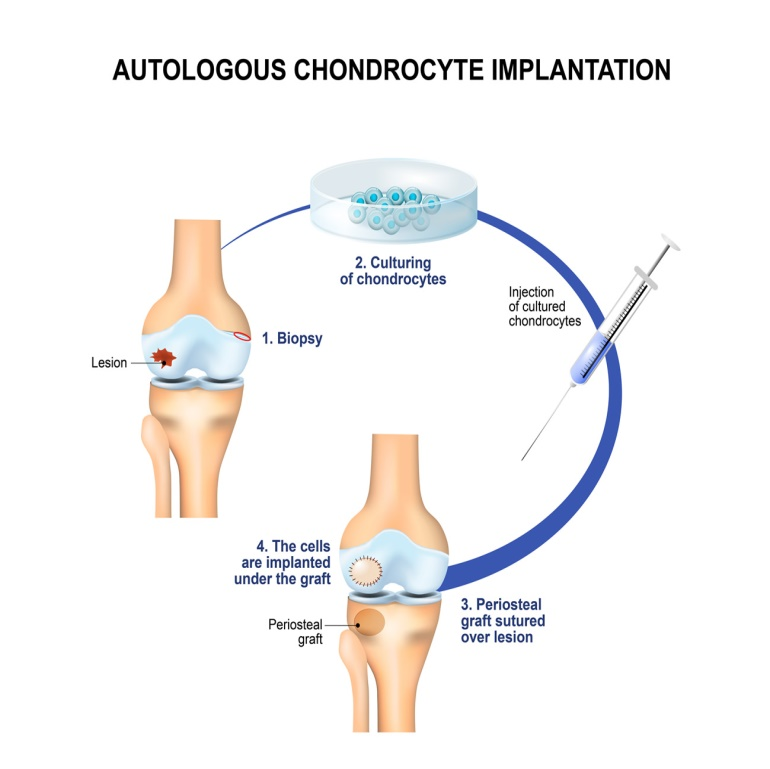 AUTOLOGOUS CHONDROCYTE IMPLANTATION
2. Culturing
of chondrocytes
Injection
of cultured
chondrocytes
1. Biopsy
Lesion
4. The cells
are implanted
under the graft
3. Periosteal
graft sutured
over lesion
Periosteal
graft